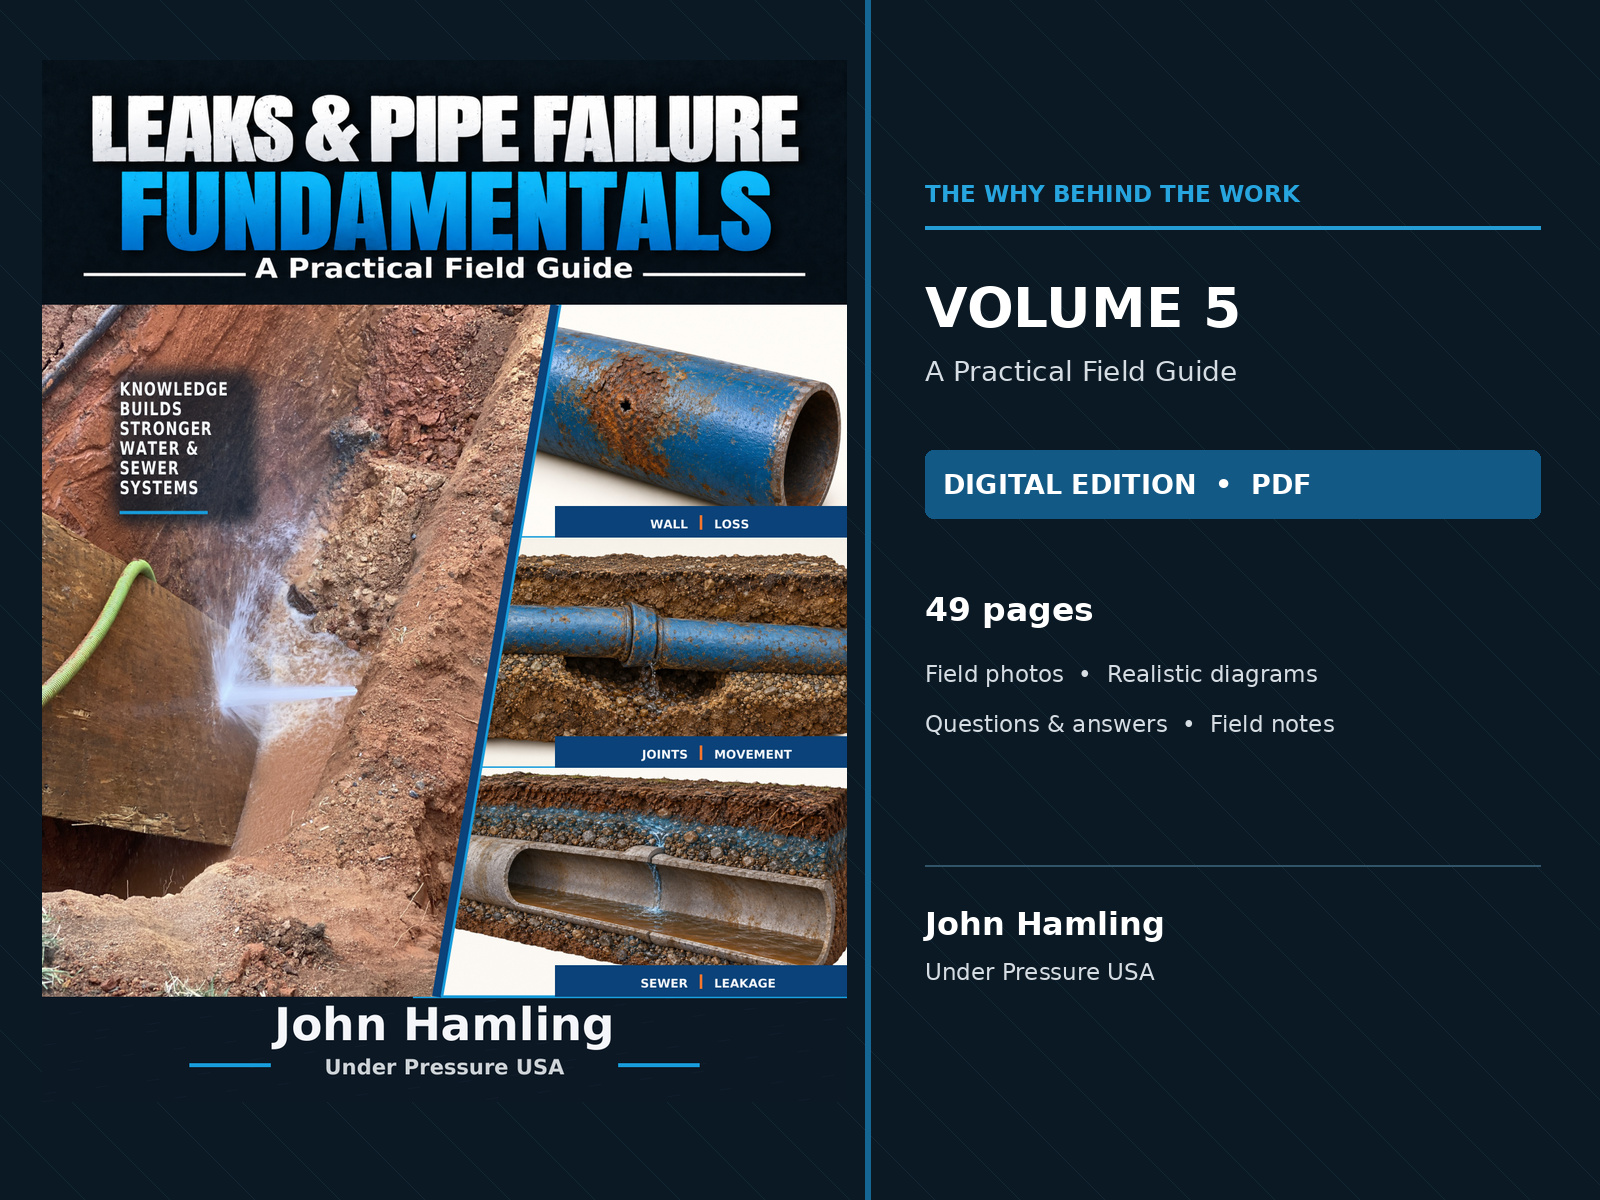 LEAKS & PIPE FAILURE
FUNDAMENTALS
A Practical Field Guide
KNOWLEDGE
BUILDS
STRONGER
WATER &
SEWER
SYSTEMS
WALL | LOSS
JOINTS | MOVEMENT
SEWER | LEAKAGE
John Hamling
Under Pressure USA
THE WHY BEHIND THE WORK
VOLUME 5
A Practical Field Guide
DIGITAL EDITION • PDF
49 pages
Field photos • Realistic diagrams
Questions & answers • Field notes
John Hamling
Under Pressure USA